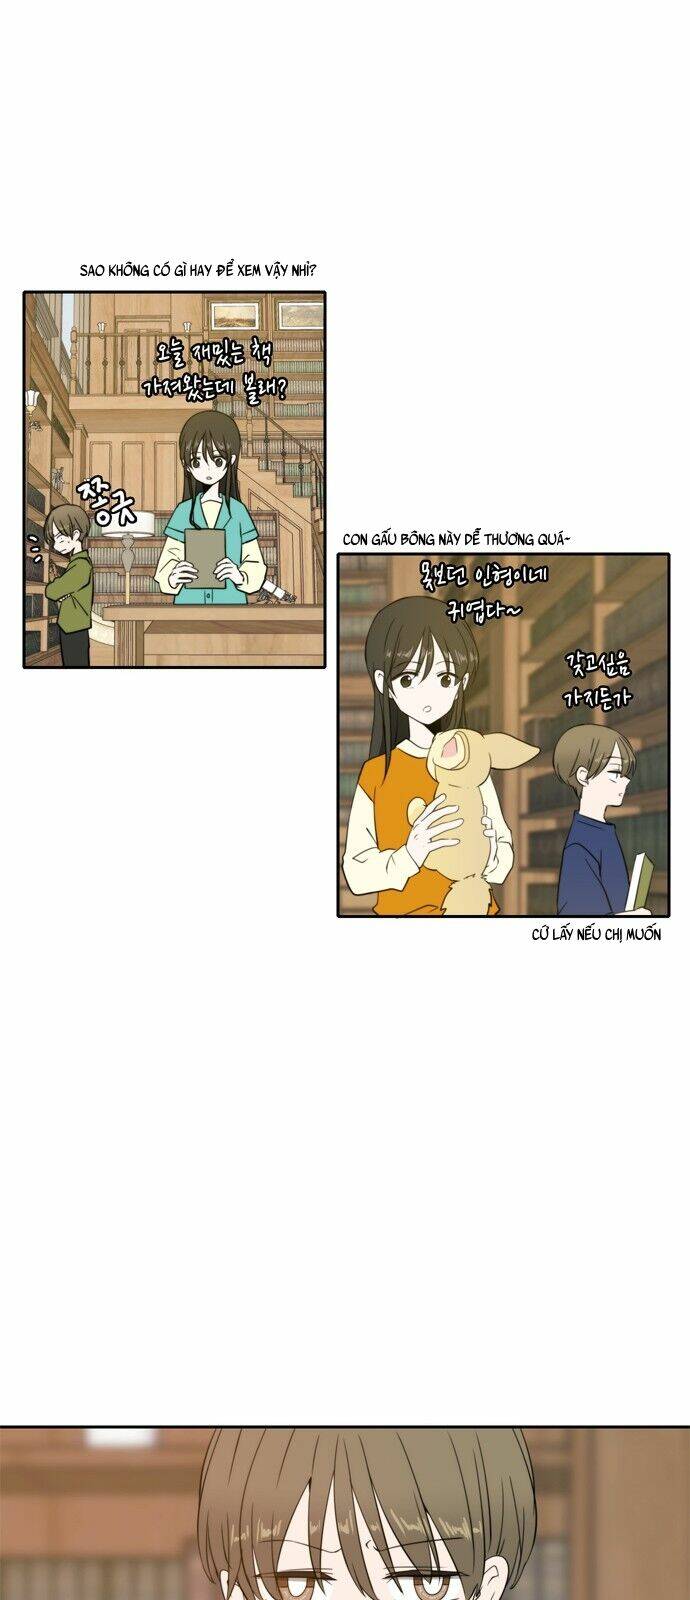 SAO KHÔNG CÓ GÌ HAY ĐỂ XEM VẬY NHỈ?
오늘 재밌는 책
가져왔는데 볼래?
쫑긋
CON GẤU BÔNG NÀY DỄ THƯƠNG QUÁ~
못보던 인형이네
귀엽다~
갖고싶음
가지든가
CỨ LẤY NẾU CHỊ MUỐN